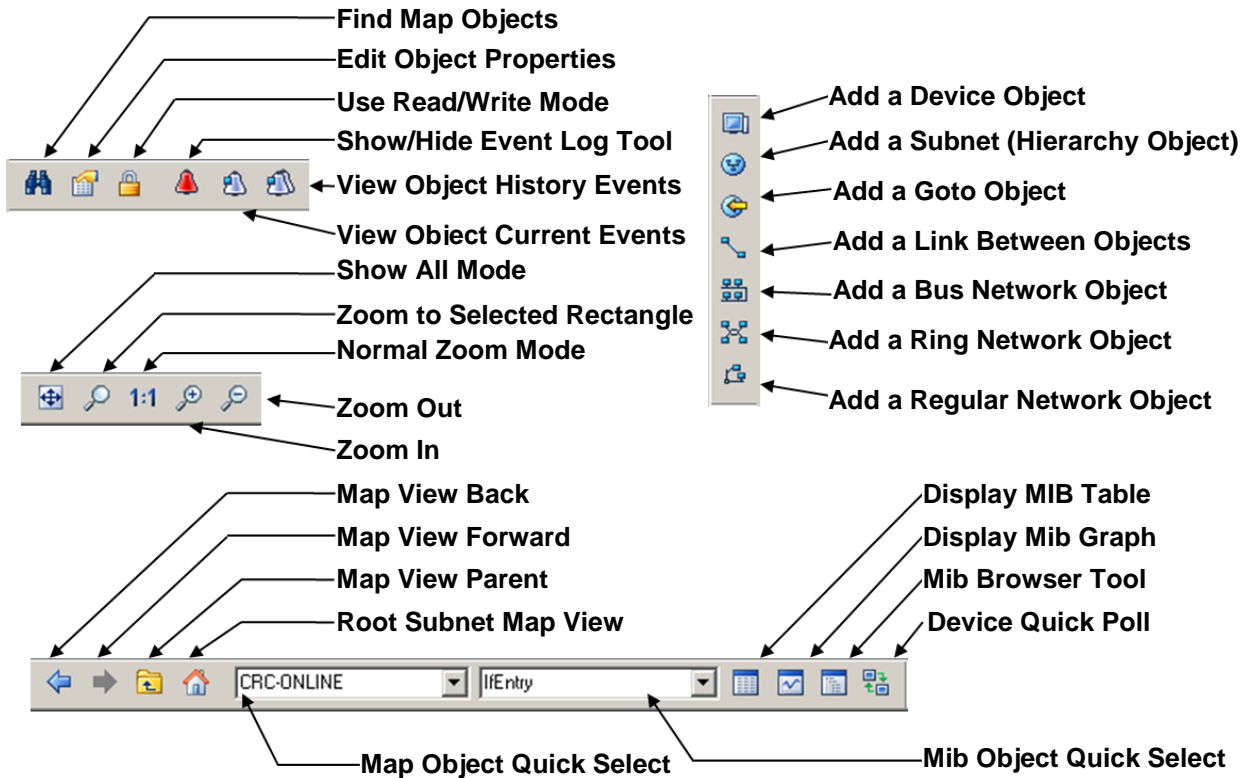 Find Map Objects
Edit Object Properties
Use Read/Write Mode
Show/Hide Event Log Tool
View Object History Events
View Object Current Events
Show All Mode
Zoom to Selected Rectangle
Normal Zoom Mode
1:1
Zoom Out
Zoom In
Add a Device Object
Add a Subnet (Hierarchy Object)
Add a Goto Object
Add a Link Between Objects
Add a Bus Network Object
Add a Ring Network Object
Add a Regular Network Object
Map View Back
Map View Forward
Map View Parent
Root Subnet Map View
Display MIB Table
Display Mib Graph
Mib Browser Tool
Device Quick Poll
CRC-ONLINE
IfEntry
Map Object Quick Select
Mib Object Quick Select